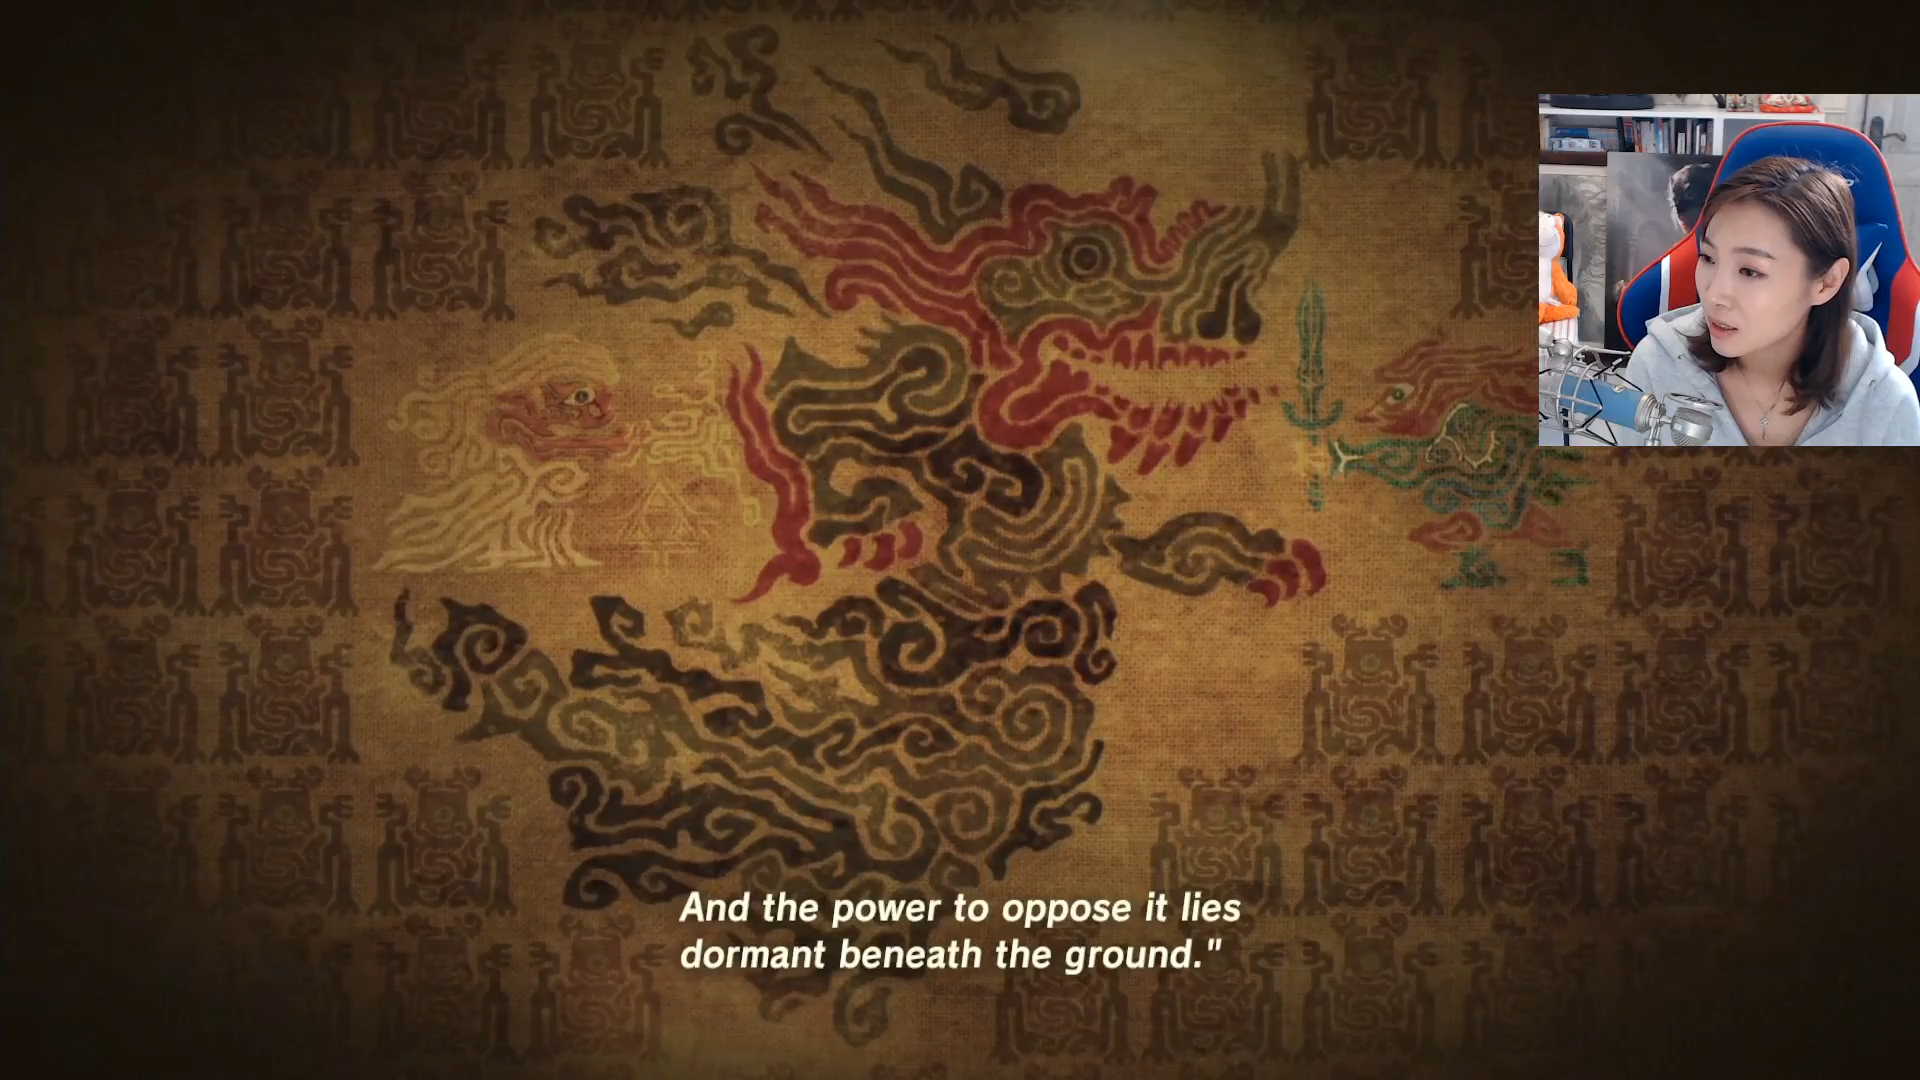 And the power to oppose it lies
dormant beneath the ground."